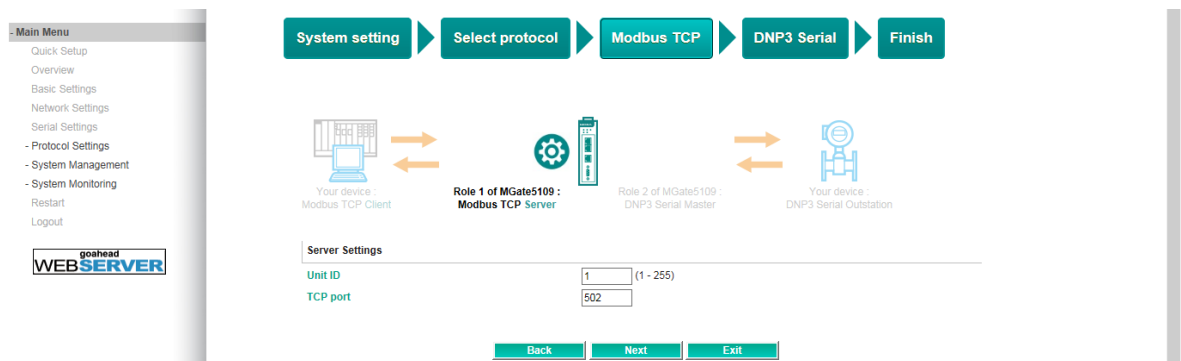 - Main Menu
Quick Setup
Overview
Basic Settings
Network Settings
Serial Settings
- Protocol Settings
- System Management
- System Monitoring
Restart
Logout
goahead
WEBSERVER
System setting
Select protocol
Modbus TCP
DNP3 Serial
Finish
Your device :
Modbus TCP Client
Role 1 of MGate5109 :
Modbus TCP Server
Role 2 of MGate5109 :
DNP3 Serial Master
Your device :
DNP3 Serial Outstation
Server Settings
Unit ID 1 (1 - 255)
TCP port 502
Back Next Exit